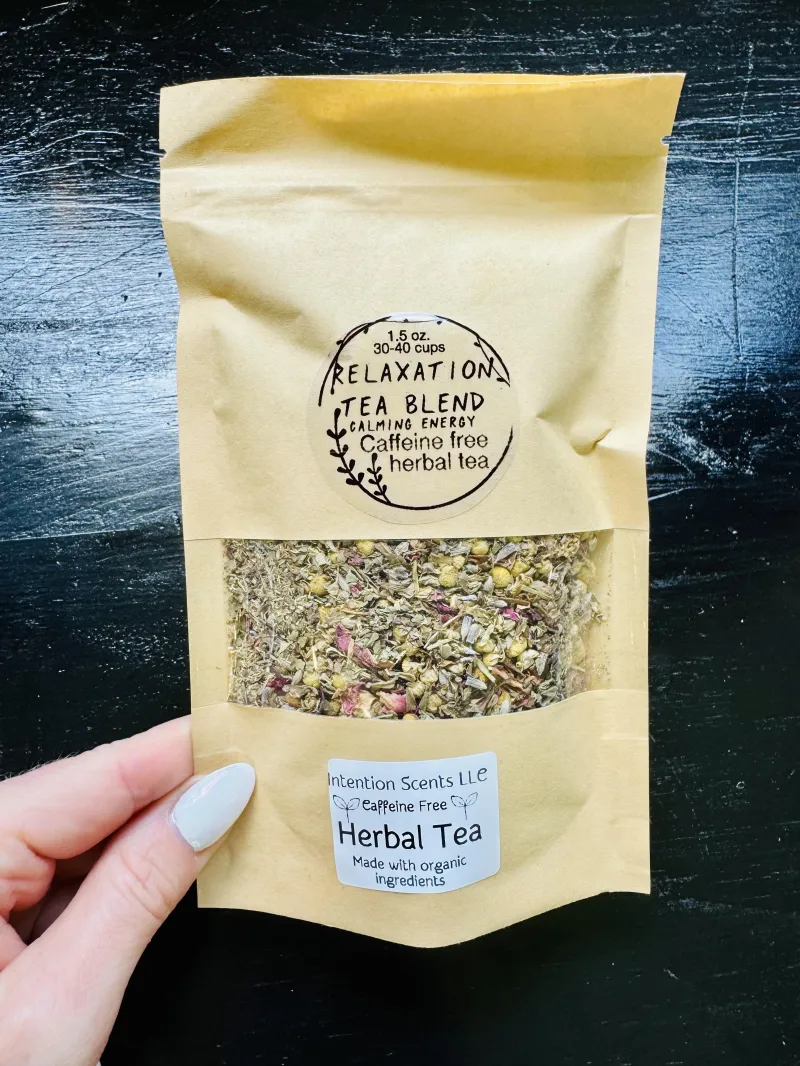 1.5 oz.
30-40 cups
RELAXATION
TEA BLEND
CALMING ENERGY
Caffeine free
herbal tea
Intention Scents LLC
Caffeine Free
Herbal Tea
Made with organic
ingredients